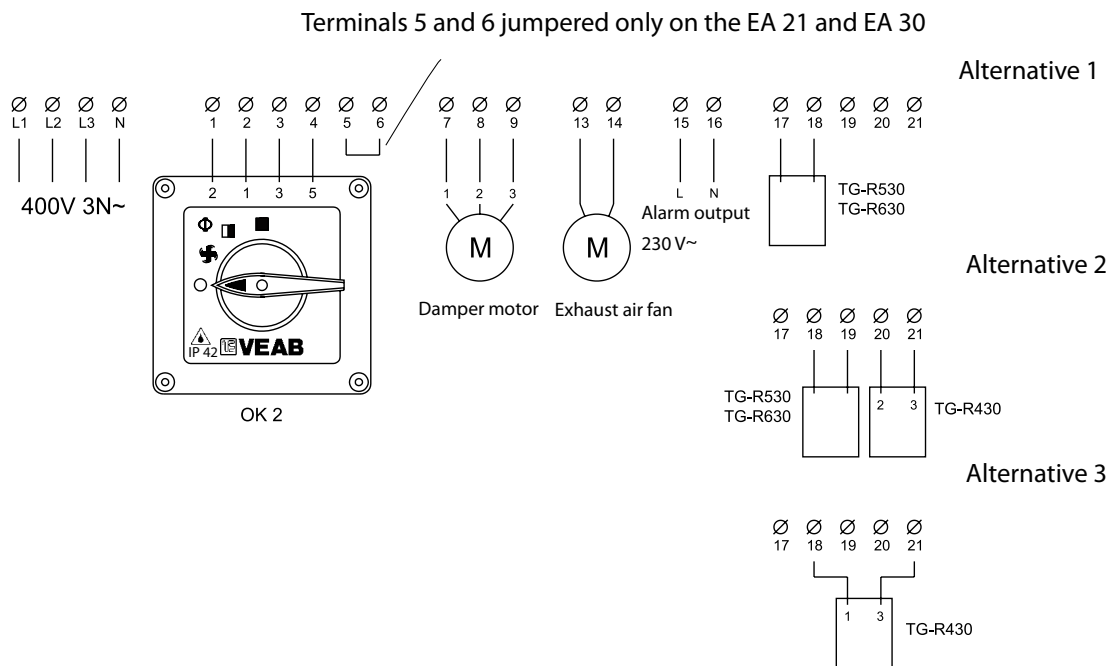 Terminals 5 and 6 jumpered only on the EA 21 and EA 30
Alternative 1
L1 L2 L3 N 1 2 3 4 5 6 7 8 9 13 14 15 16 17 18 19 20 21
400V 3N~
2 1 3 5
1 2 3
L N
M
M
Alarm output
230 V~
TG-R530
TG-R630
Damper motor
Exhaust air fan
IP 42 VEAB
OK 2
Alternative 2
17 18 19 20 21
TG-R530
TG-R630
2 3
TG-R430
Alternative 3
17 18 19 20 21
1 3
TG-R430